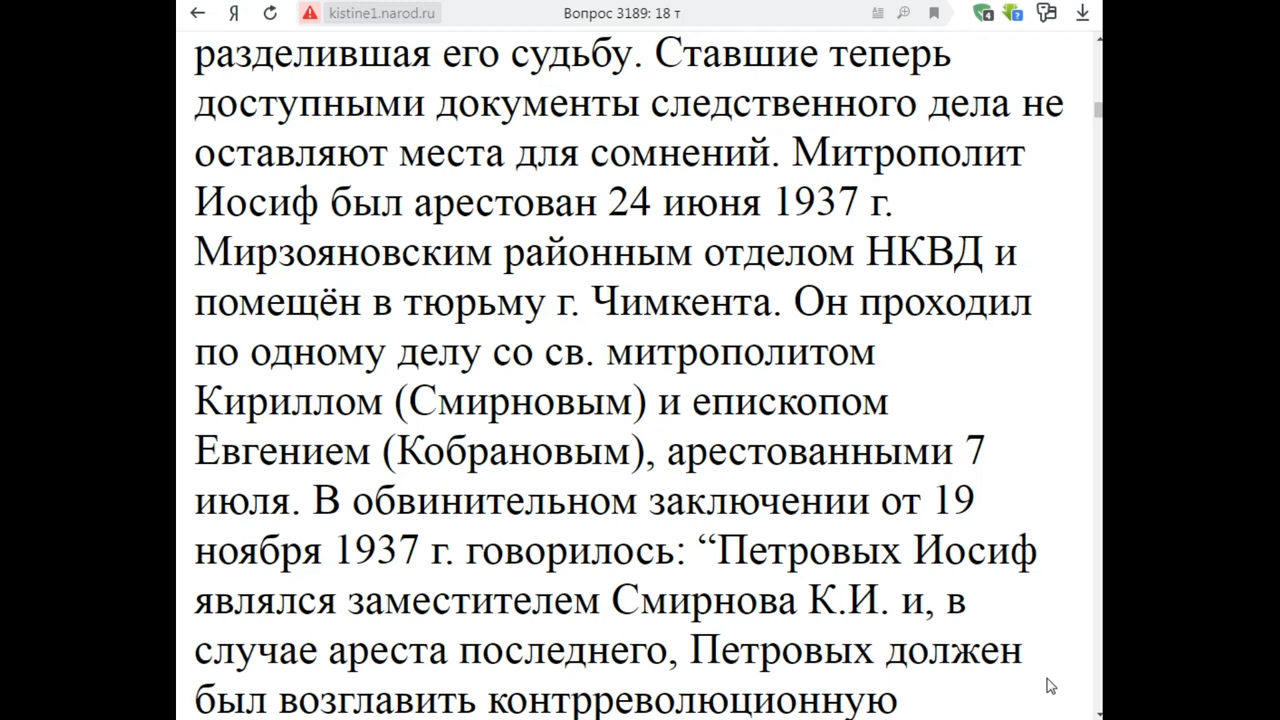 kistine1.narod.ru
Вопрос 3189: 18 т
разделившая его судьбу. Ставшие теперь
доступными документы следственного дела не
оставляют места для сомнений. Митрополит
Иосиф был арестован 24 июня 1937 г.
Мирзояновским районным отделом НКВД и
помещён в тюрьму г. Чимкента. Он проходил
по одному делу со св. митрополитом
Кириллом (Смирновым) и епископом
Евгением (Кобрановым), арестованными 7
июля. В обвинительном заключении от 19
ноября 1937 г. говорилось: “Петровых Иосиф
являлся заместителем Смирнова К.И. и, в
случае ареста последнего, Петровых должен
был возглавить контрреволюционную